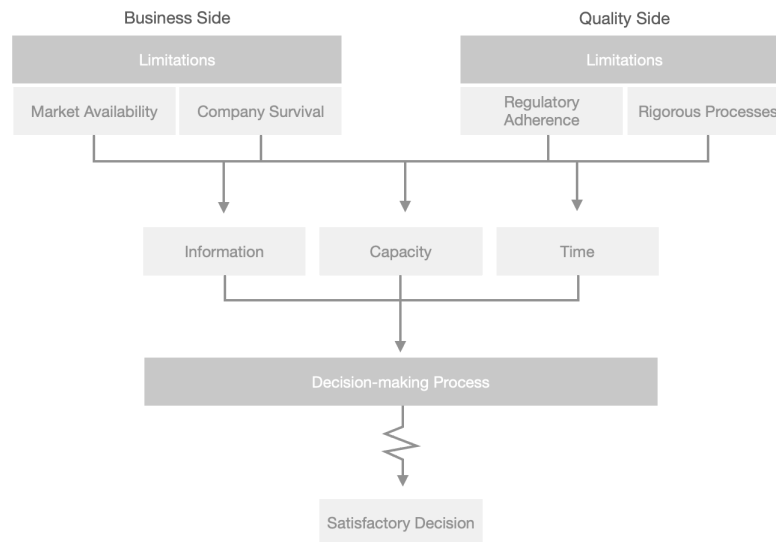 Business Side
Quality Side
Limitations
Limitations
Market Availability
Company Survival
Regulatory
Adherence
Rigorous Processes
Information
Capacity
Time
Decision-making Process
Satisfactory Decision